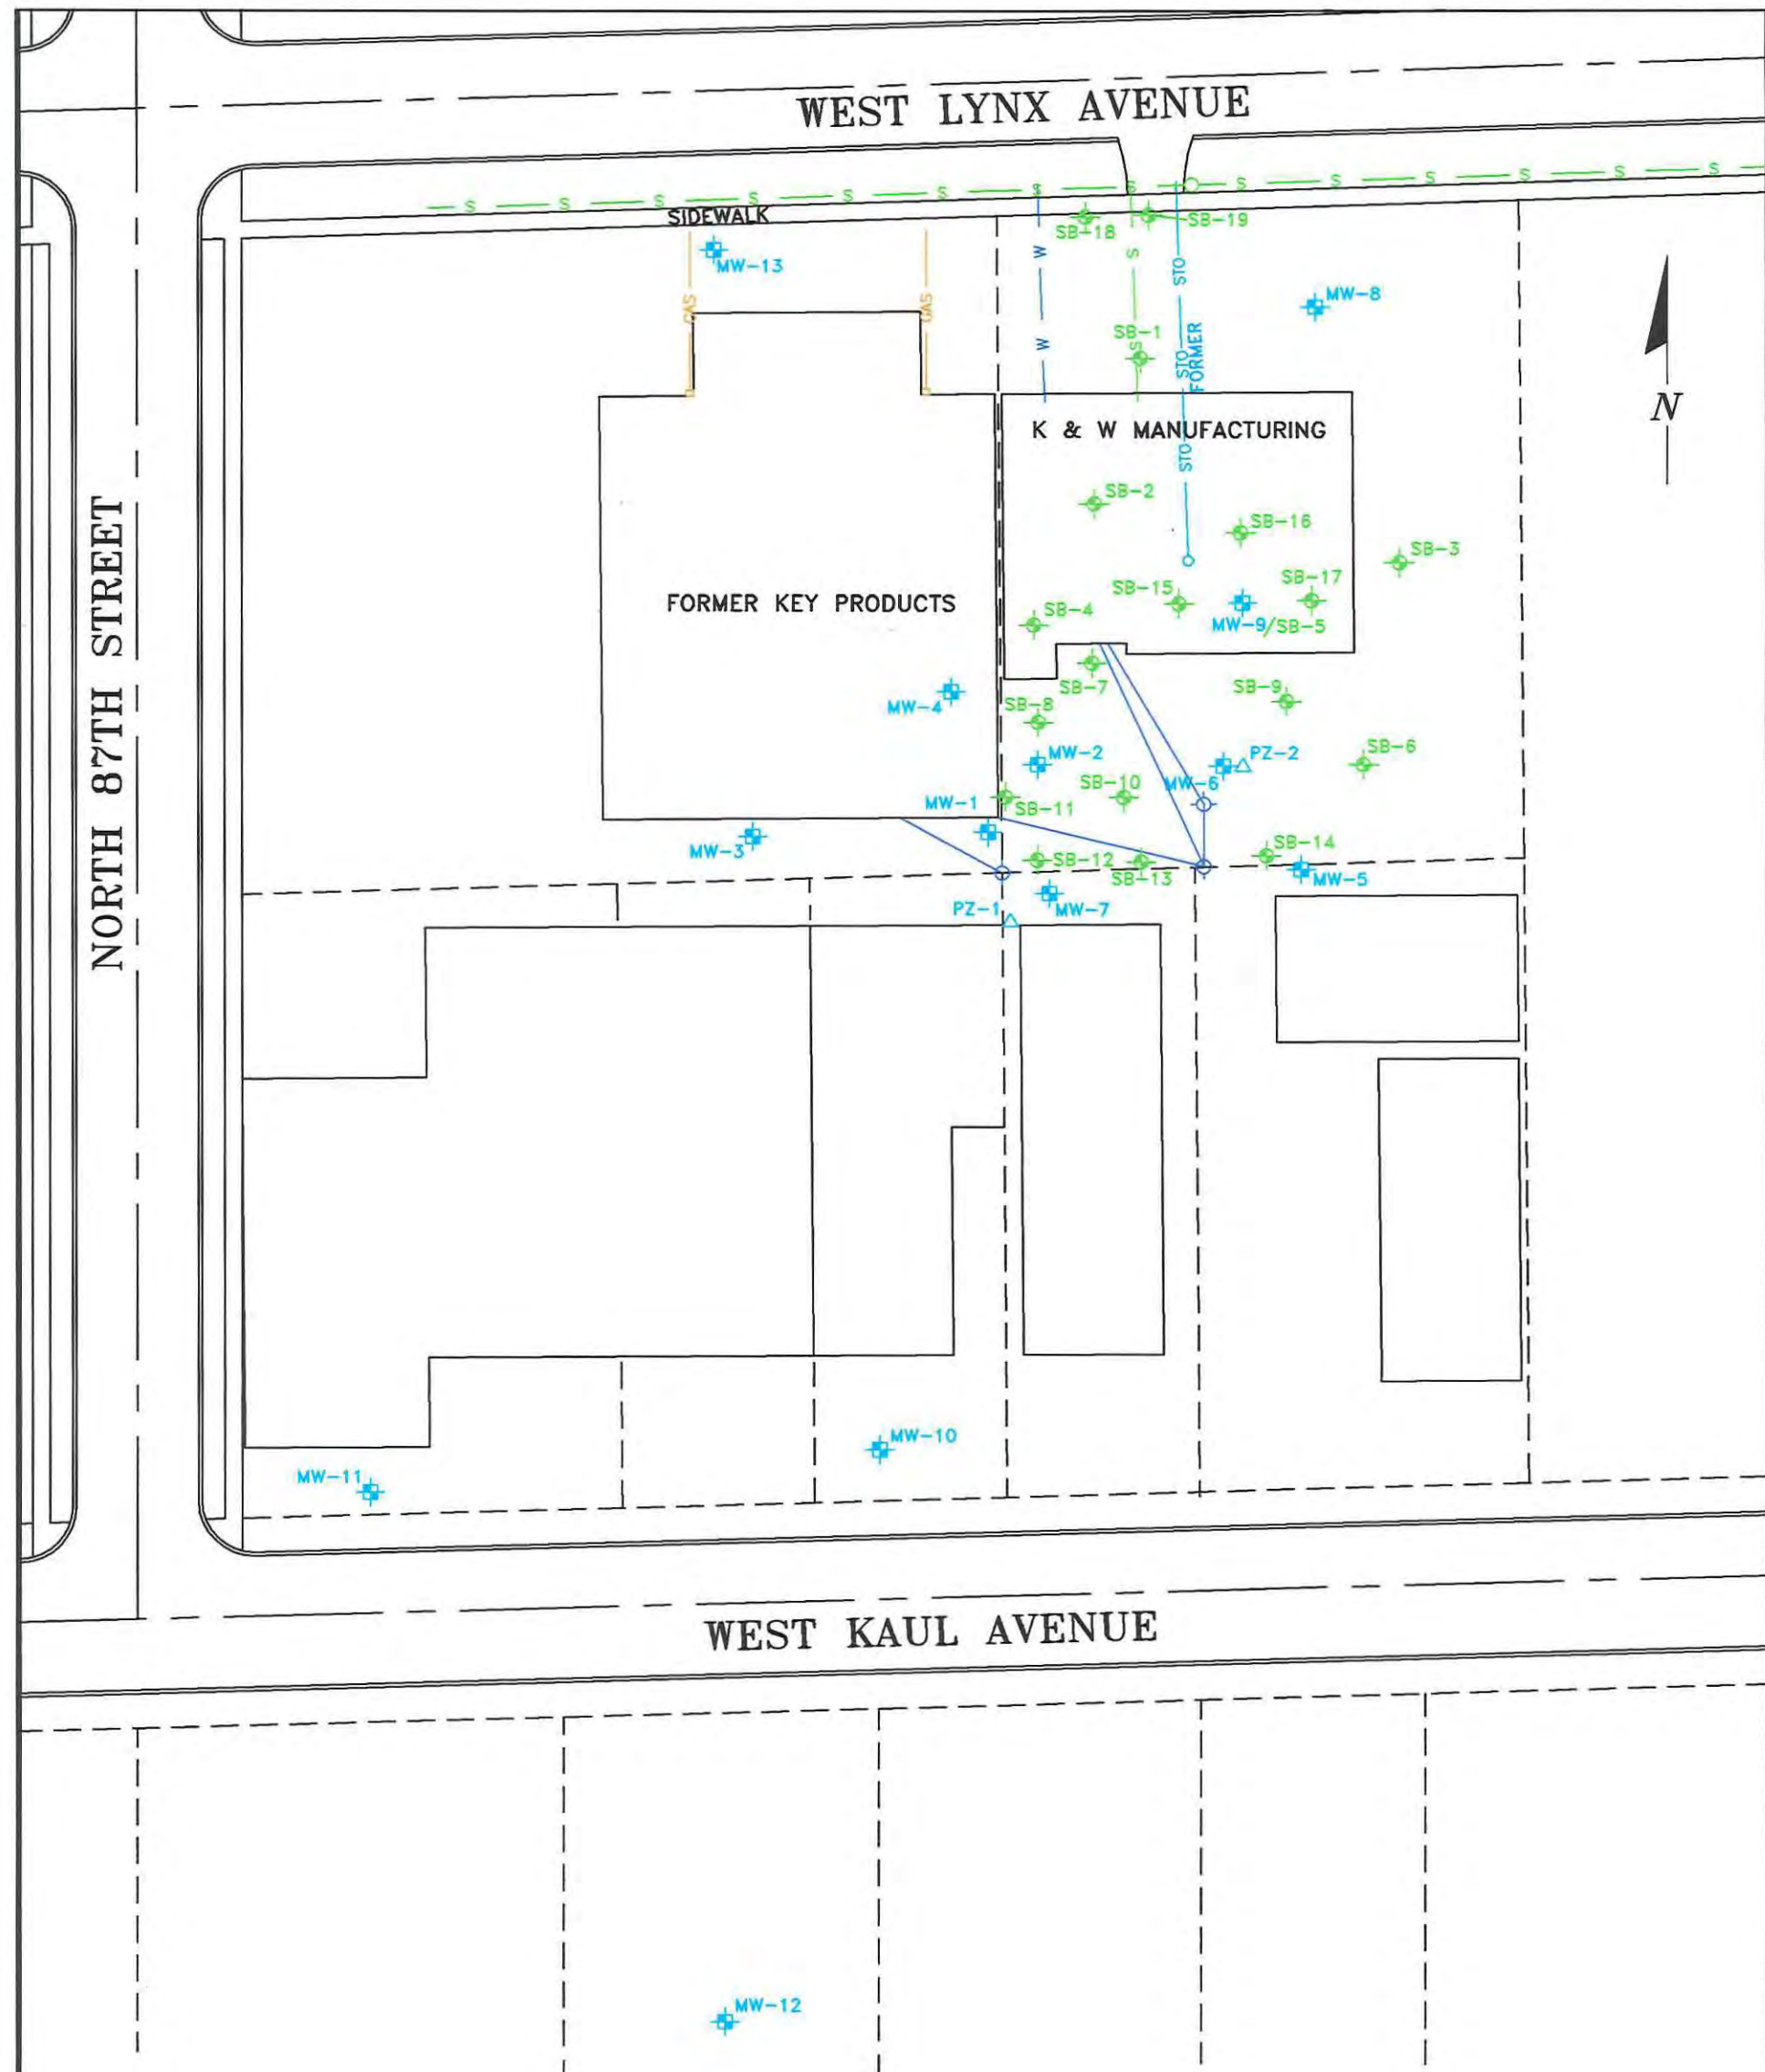 WEST LYNX AVENUE
S S S S S S S S S S S S S S
SIDEWALK
SB-18
SB-19
MW-13
GAS
GAS
W
W
S
S
STO
STO
STO
FORMER
MW-8
SB-1
N
K & W MANUFACTURING
SB-2
SB-16
SB-3
NORTH 87TH STREET
FORMER KEY PRODUCTS
SB-4
SB-15
SB-17
MW-9/SB-5
SB-7
MW-4
SB-8
SB-9
MW-2
PZ-2
SB-6
MW-6
SB-10
MW-1
SB-11
MW-3
SB-12
SB-13
SB-14
MW-5
PZ-1
MW-7
MW-10
MW-11
WEST KAUL AVENUE
MW-12